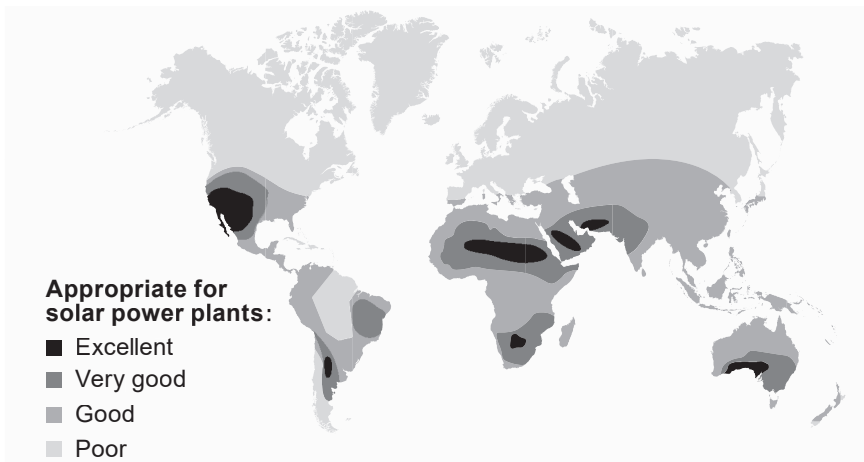 Appropriate for
solar power plants:
Excellent
Very good
Good
Poor